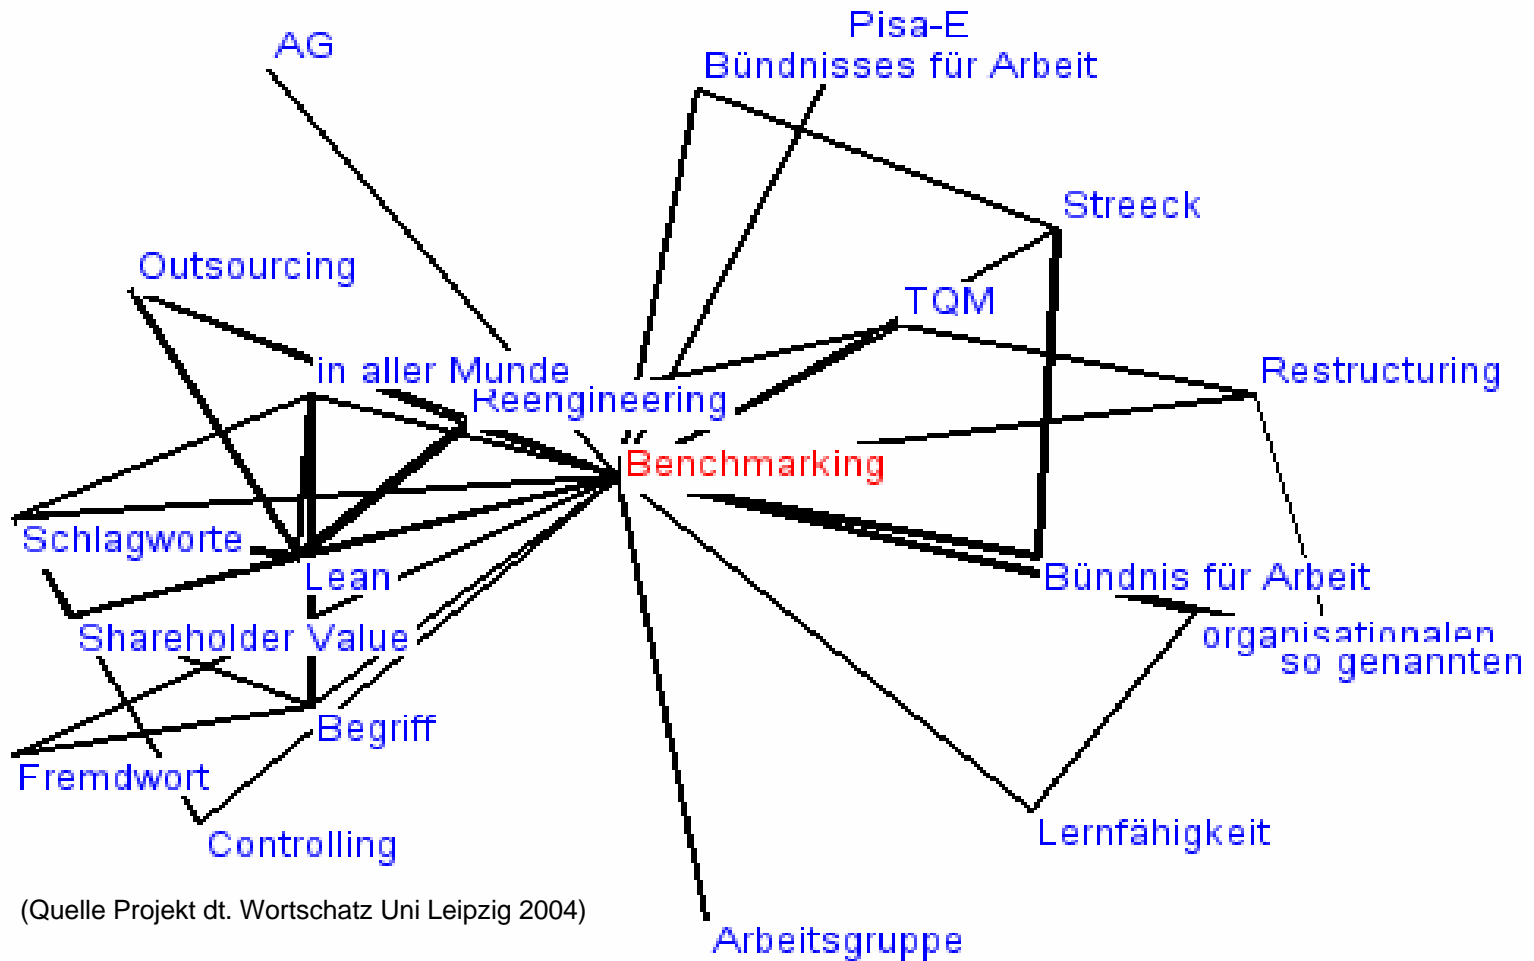 Pisa-E
AG
Bündnisses für Arbeit
Streeck
Outsourcing
TQM
in aller Munde
Restructuring
Reengineering
Benchmarking
Schlagworte
Lean
Bündnis für Arbeit
Shareholder Value
organisationalen
so genannten
Begriff
Fremdwort
Lernfähigkeit
Controlling
(Quelle Projekt dt. Wortschatz Uni Leipzig 2004)
Arbeitsgruppe